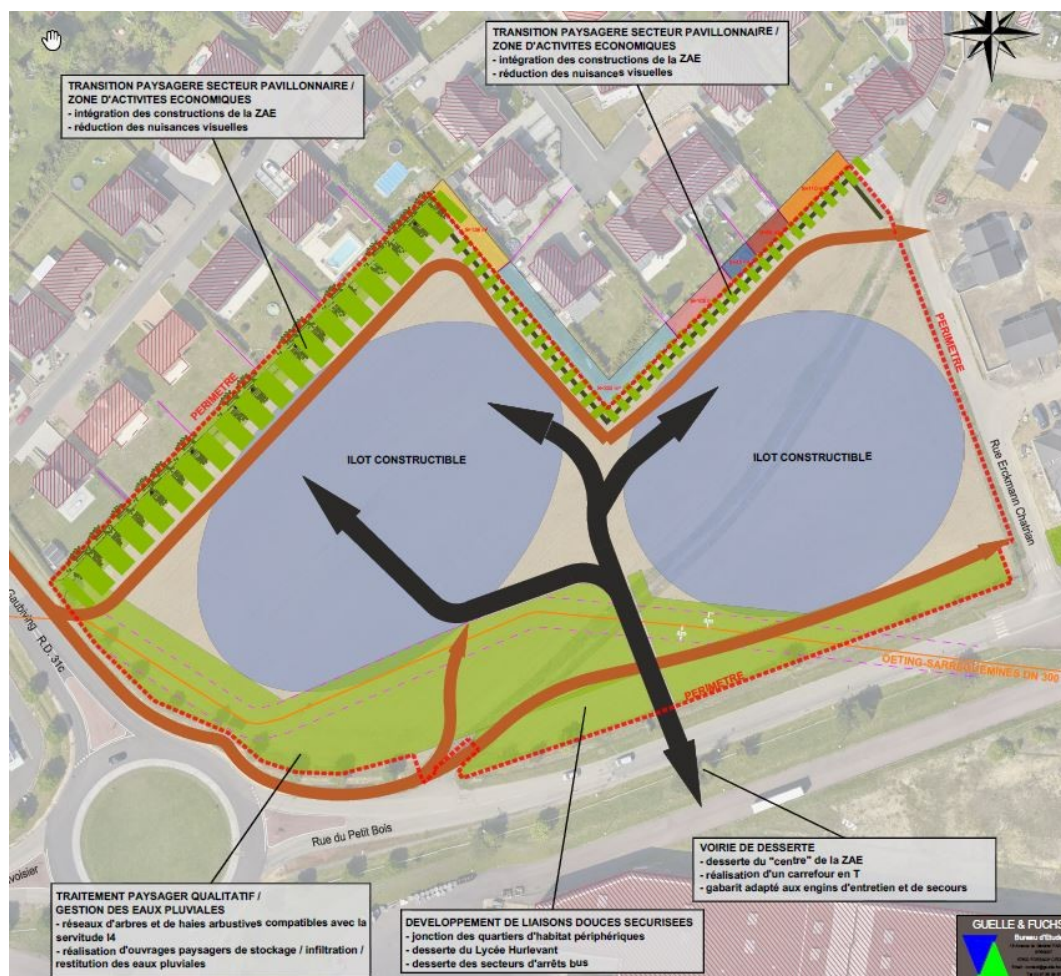 TRANSITION PAYSAGERE SECTEUR PAVILLONNAIRE /
ZONE D'ACTIVITES ECONOMIQUES
- intégration des constructions de la ZAE
- réduction des nuisances visuelles
TRANSITION PAYSAGERE SECTEUR PAVILLONNAIRE /
ZONE D'ACTIVITES ECONOMIQUES
- intégration des constructions de la ZAE
- réduction des nuisances visuelles
PERIMETRE
PERIMETRE
ILOT CONSTRUCTIBLE
ILOT CONSTRUCTIBLE
Rue Erckmann Chatrian
Gaubiving - R.D. 31c
OETING-SARREGUEMINES DN 300
PERIMETRE
Rue du Petit Bois
VOIRIE DE DESSERTE
- desserte du "centre" de la ZAE
- réalisation d'un carrefour en T
- gabarit adapté aux engins d'entretien et de secours
TRAITEMENT PAYSAGER QUALITATIF /
GESTION DES EAUX PLUVIALES
- réseaux d'arbres et de haies arbustives compatibles avec la
servitude I4
- réalisation d'ouvrages paysagers de stockage / infiltration /
restitution des eaux pluviales
DEVELOPPEMENT DE LIAISONS DOUCES SECURISEES
- jonction des quartiers d'habitat périphériques
- desserte du Lycée Hurlevant
- desserte des secteurs d'arrêts bus
GUELLE & FUCHS